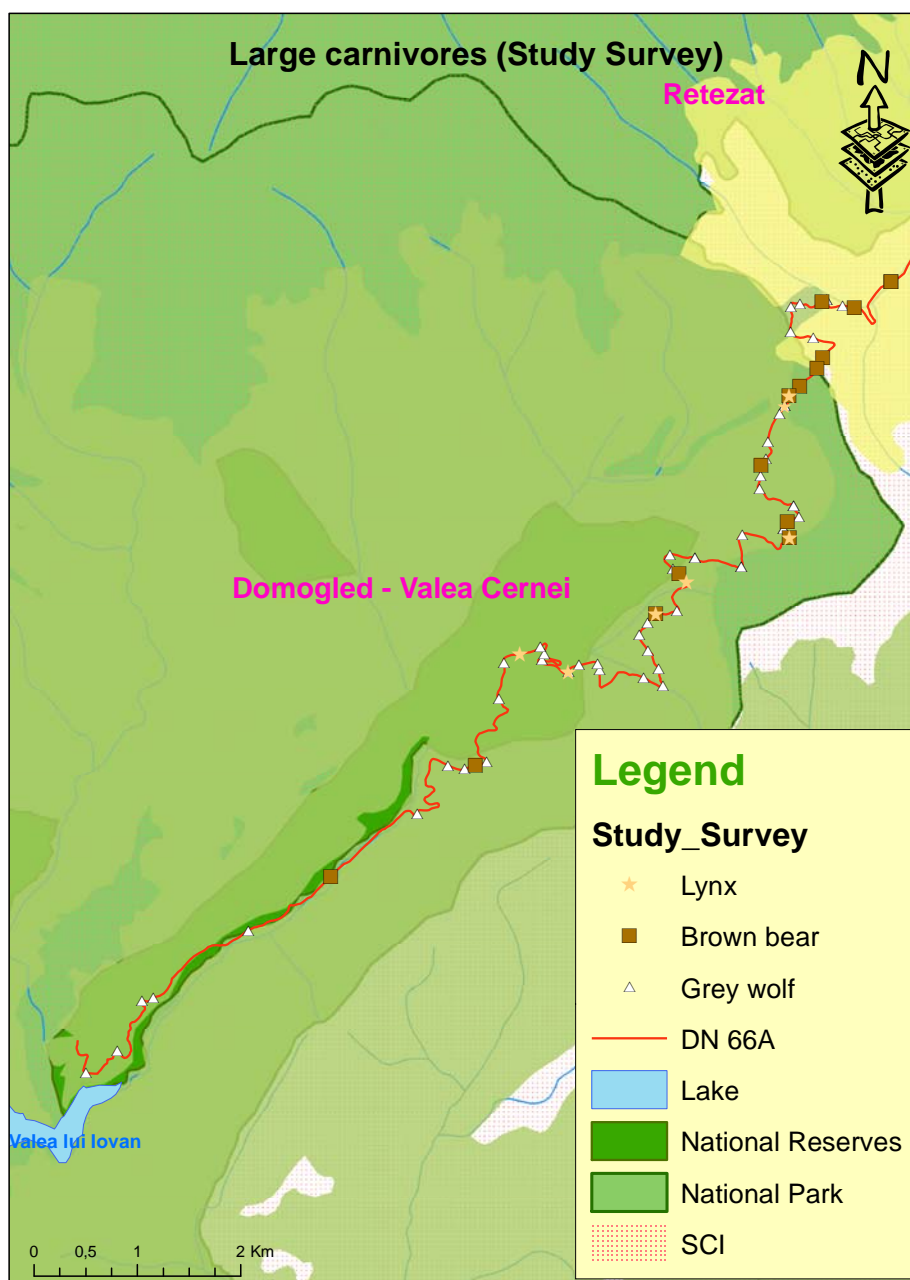 Large carnivores (Study Survey)
Retezat
N
Domogled - Valea Cernei
Legend
Study_Survey
Lynx
Brown bear
Grey wolf
DN 66A
Lake
National Reserves
National Park
SCI
Valea lui Iovan
0 0,5 1 2 Km